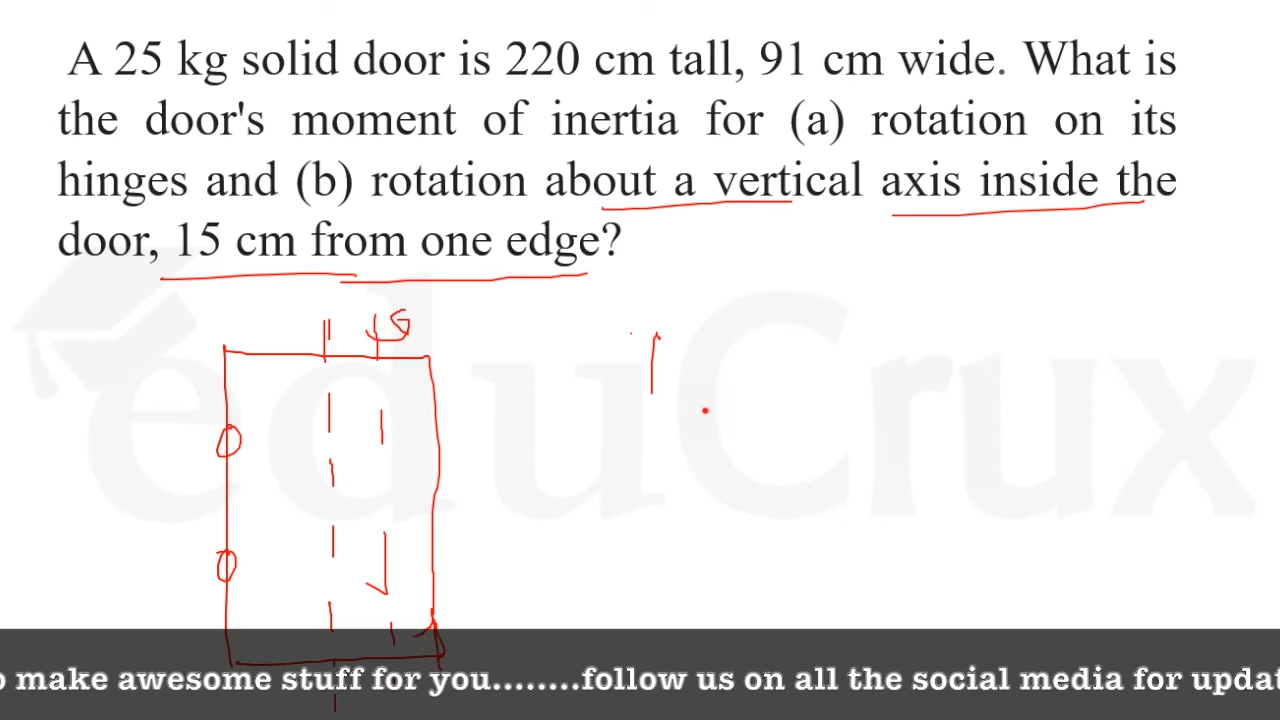 A 25 kg solid door is 220 cm tall, 91 cm wide. What is
the door's moment of inertia for (a) rotation on its
hinges and (b) rotation about a vertical axis inside the
door, 15 cm from one edge?
eduCrux
o make awesome stuff for you........follow us on all the social media for updat